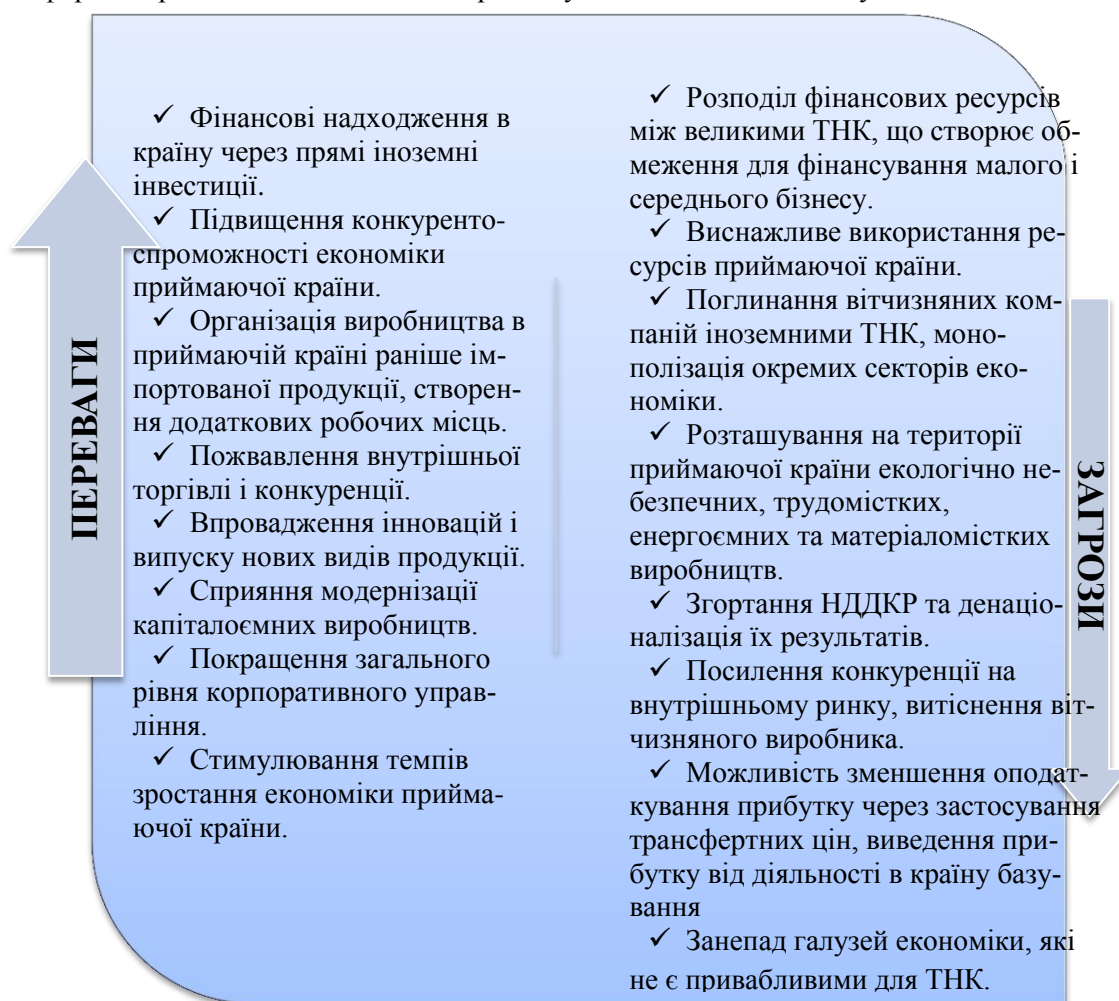 ПЕРЕВАГИ
✓ Фінансові надходження в
країну через прямі іноземні
інвестиції.
✓ Підвищення конкуренто-
спроможності економіки
приймаючої країни.
✓ Організація виробництва в
приймаючій країні раніше ім-
портованої продукції, створен-
ня додаткових робочих місць.
✓ Пожвавлення внутрішньої
торгівлі і конкуренції.
✓ Впровадження інновацій і
випуску нових видів продукції.
✓ Сприяння модернізації
капіталоємних виробництв.
✓ Покращення загального
рівня корпоративного управ-
ління.
✓ Стимулювання темпів
зростання економіки прийма-
ючої країни.
✓ Розподіл фінансових ресурсів
між великими ТНК, що створює об-
меження для фінансування малого і
середнього бізнесу.
✓ Виснажливе використання ре-
сурсів приймаючої країни.
✓ Поглинання вітчизняних ком-
паній іноземними ТНК, моно-
полізація окремих секторів еко-
номіки.
✓ Розташування на території
приймаючої країни екологічно не-
безпечних, трудомістких,
енергоємних та матеріаломістких
виробництв.
✓ Згортання НДДКР та денаціо-
налізація їх результатів.
✓ Посилення конкуренції на
внутрішньому ринку, витіснення віт-
чизняного виробника.
✓ Можливість зменшення оподат-
кування прибутку через застосування
трансфертних цін, виведення при-
бутку від діяльності в країну базу-
вання
✓ Занепад галузей економіки, які
не є привабливими для ТНК.
ЗАГРОЗИ